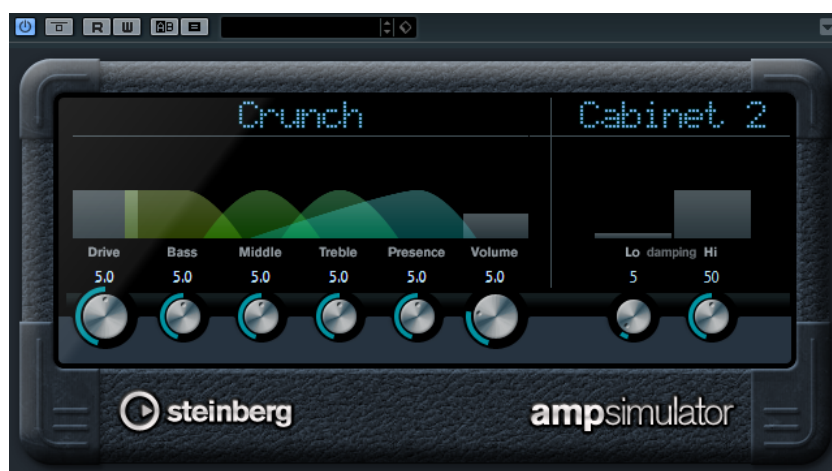 R W AB
Crunch Cabinet 2
Drive Bass Middle Treble Presence Volume Lo damping Hi
5.0 5.0 5.0 5.0 5.0 5.0 5 50
steinberg ampsimulator